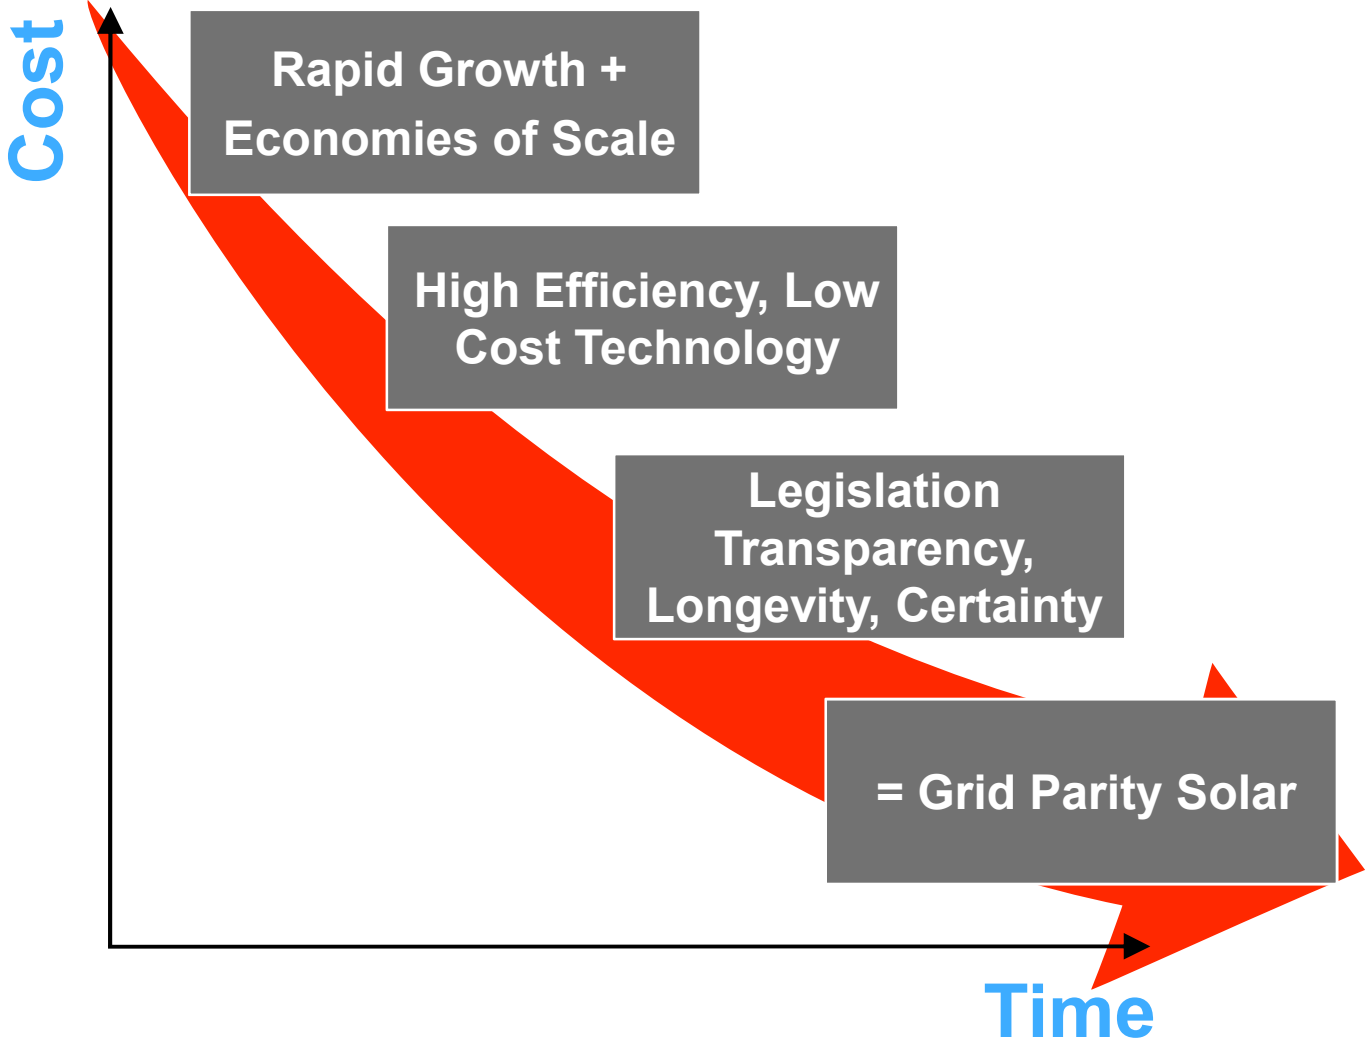 Cost
Rapid Growth +
Economies of Scale
High Efficiency, Low
Cost Technology
Legislation
Transparency,
Longevity, Certainty
= Grid Parity Solar
Time